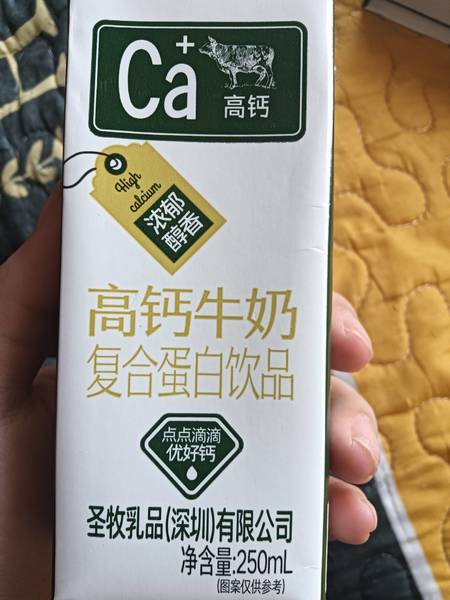 Ca+
高钙
High
calcium
浓郁
醇香
高钙牛奶
复合蛋白饮品
点点滴滴
优好钙
圣牧乳品(深圳)有限公司
净含量:250mL
(图案仅供参考)